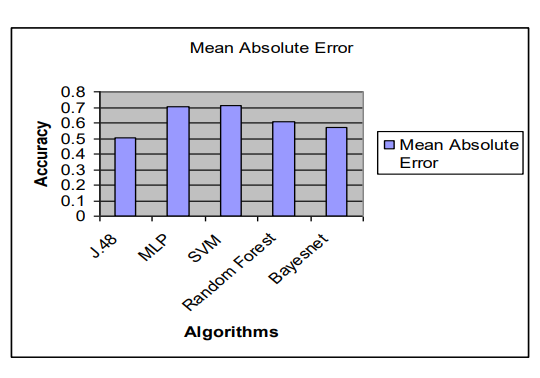 Mean Absolute Error
0.8
0.7
0.6
0.5
0.4
0.3
0.2
0.1
0
Accuracy
J.48
MLP
SVM
Random Forest
Bayesnet
Algorithms
Mean Absolute
Error